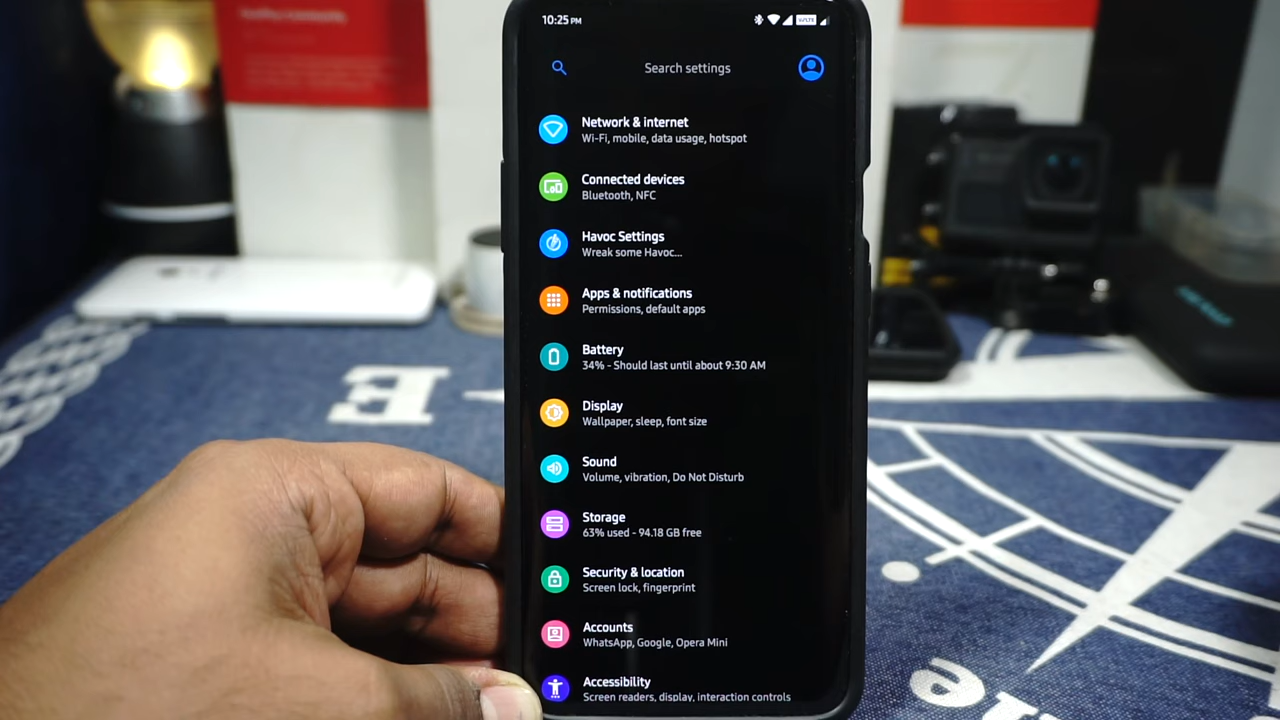 10:25 PM
VoLTE
Search settings
Network & internet
Wi-Fi, mobile, data usage, hotspot
Connected devices
Bluetooth, NFC
Havoc Settings
Wreak some Havoc...
Apps & notifications
Permissions, default apps
Battery
34% - Should last until about 9:30 AM
Display
Wallpaper, sleep, font size
Sound
Volume, vibration, Do Not Disturb
Storage
63% used - 94.18 GB free
Security & location
Screen lock, fingerprint
Accounts
WhatsApp, Google, Opera Mini
Accessibility
Screen readers, display, interaction controls
E